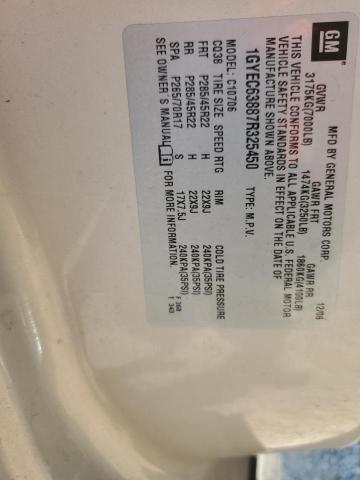 GM
MFD BY GENERAL MOTORS CORP 12/06
GVWR GAWR FRT GAWR RR
3175KG(7000LB) 1474KG(3250LB) 1860KG(4100LB)
THIS VEHICLE CONFORMS TO ALL APPLICABLE U.S. FEDERAL MOTOR
VEHICLE SAFETY STANDARDS IN EFFECT ON THE DATE OF
MANUFACTURE SHOWN ABOVE.
1GYEC63887R325450 TYPE: M.P.V.
MODEL: C10706
CQ38 TIRE SIZE SPEED RTG RIM COLD TIRE PRESSURE
FRT P285/45R22 H 22X9J 240KPA(35PSI)
RR P285/45R22 H 22X9J 240KPA(35PSI)
SPA P265/70R17 S 17X7.5J 240KPA(35PSI)
SEE OWNER'S MANUAL i FOR MORE INFORMATION.
F 360
T 343